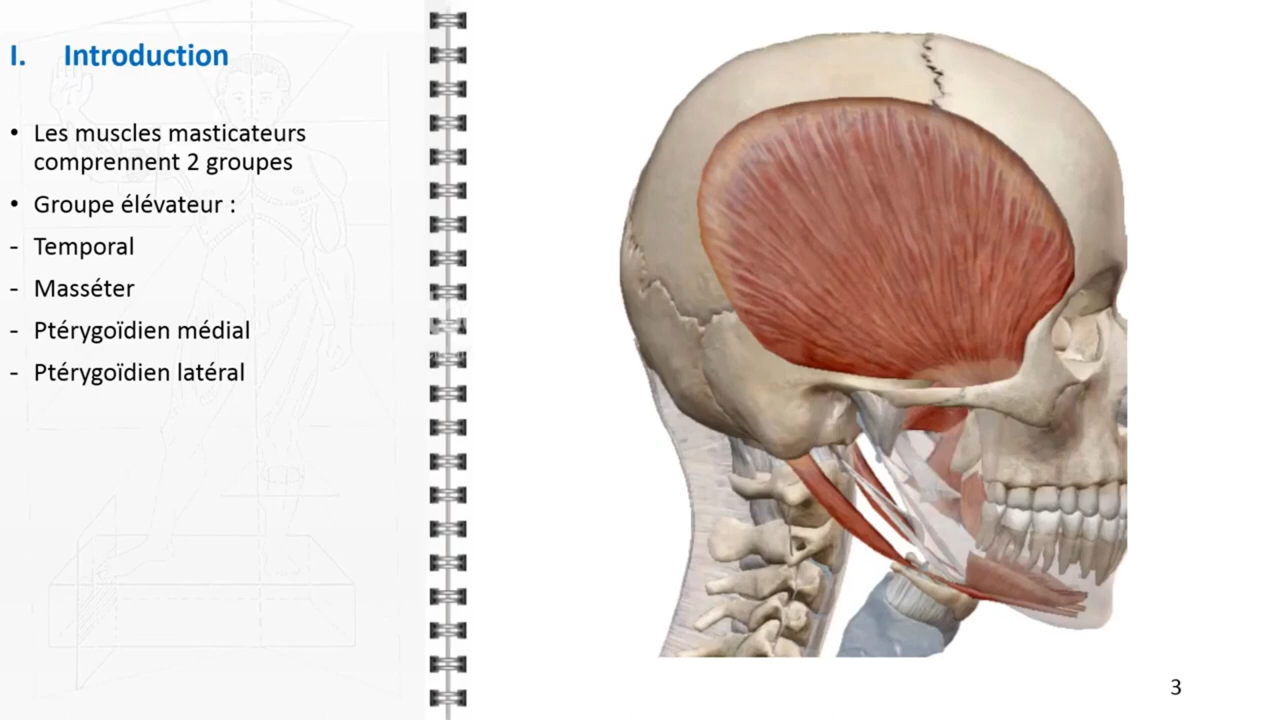 I. Introduction
• Les muscles masticateurs
comprennent 2 groupes
• Groupe élévateur :
- Temporal
- Masséter
- Ptérygoïdien médial
- Ptérygoïdien latéral
3